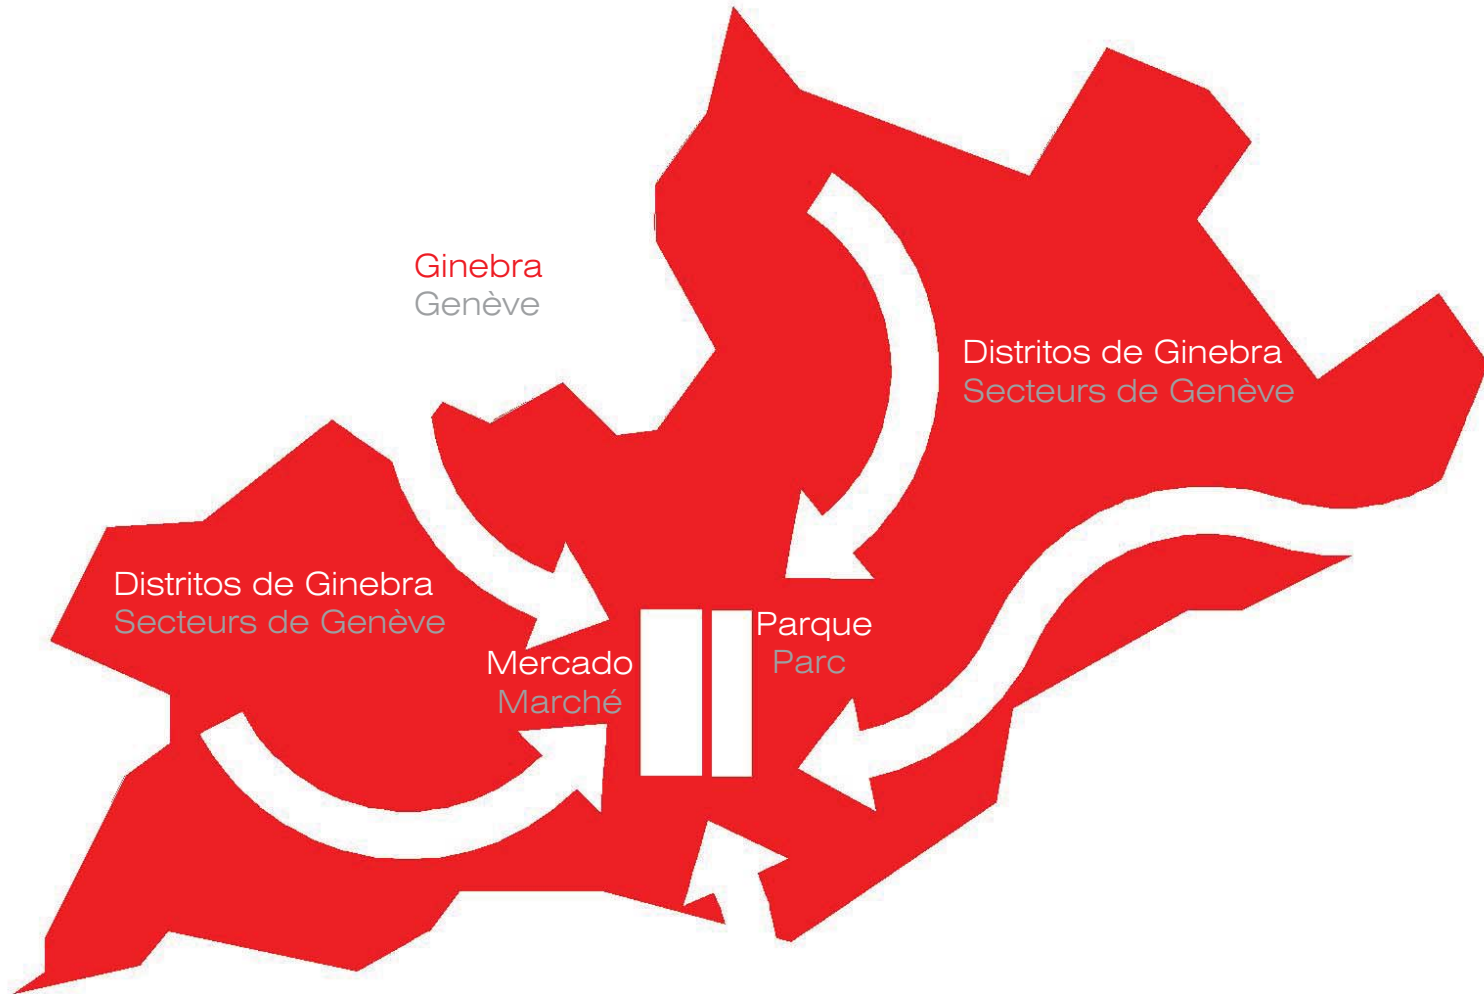 Ginebra
Genève
Distritos de Ginebra
Secteurs de Genève
Distritos de Ginebra
Secteurs de Genève
Parque
Parc
Mercado
Marché